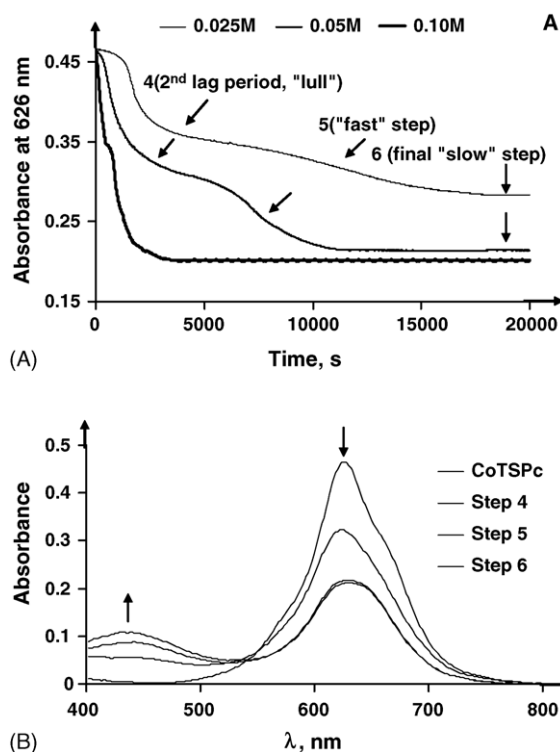 0.025M 0.05M 0.10M A
0.45
0.35
0.25
0.15
Absorbance at 626 nm
4(2nd lag period, "lull")
5("fast" step)
6 (final "slow" step)
0 5000 10000 15000 20000
Time, s
(A)
0.5
0.4
0.3
0.2
0.1
0
Absorbance
CoTSPc
Step 4
Step 5
Step 6
400 500 600 700 800
λ, nm
(B)